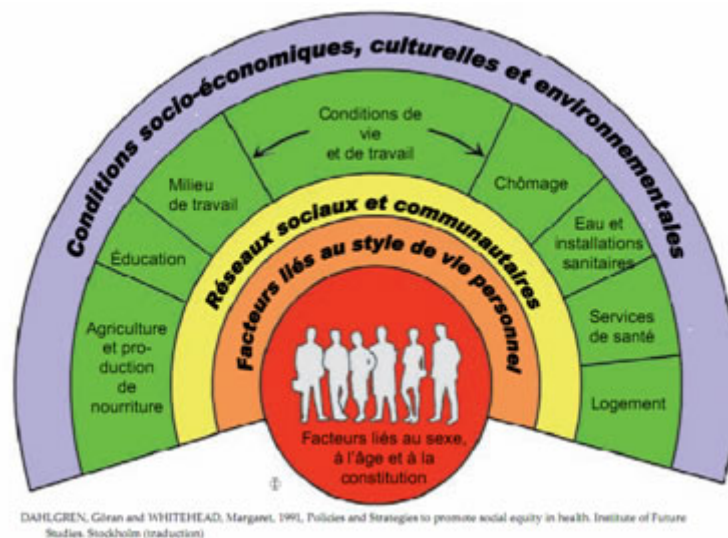 Conditions socio-économiques, culturelles et environnementales
Conditions de
vie
et de travail
Milieu
de travail
Chômage
Éducation
Eau et
installations
sanitaires
Agriculture
et pro-
duction
de
nourriture
Services
de santé
Logement
Réseaux sociaux et communautaires
Facteurs liés au style de vie personnel
Facteurs liés au sexe,
à l'âge et à la
constitution
DAHLGREN, Göran and WHITEHEAD, Margaret, 1991, Policies and Strategies to promote social equity in health. Institute of Future
Studies. Stockholm (traduction)